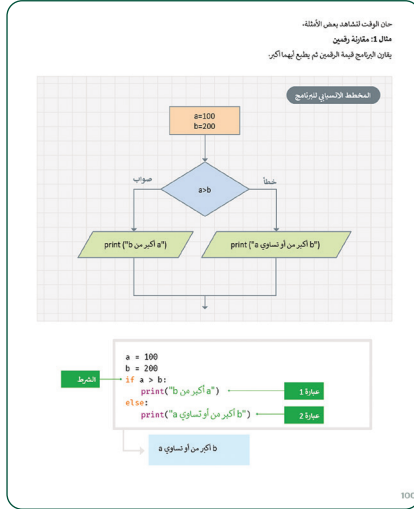 حان الوقت لتشاهد بعض الأمثلة.
مثال 1: مقارنة رقمين
يقارن البرنامج قيمة الرقمين ثم يطبع أيهما أكبر.
المخطط الانسيابي للبرنامج
a=100
b=200
صواب
خطأ
a>b
print ("b أكبر من a")
print ("a أكبر من أو تساوي b")
a = 100
b = 200
if a > b:
print("b أكبر من a")
else:
print("a أكبر من أو تساوي b")
الشرط
عبارة 1
عبارة 2
b أكبر من أو تساوي a
100